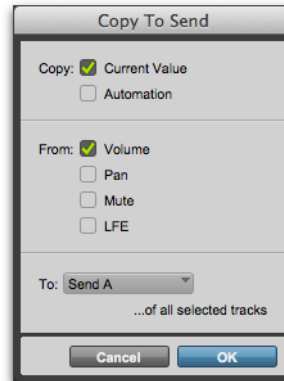 Copy To Send
Copy: Current Value
Automation
From: Volume
Pan
Mute
LFE
To: Send A
...of all selected tracks
Cancel OK